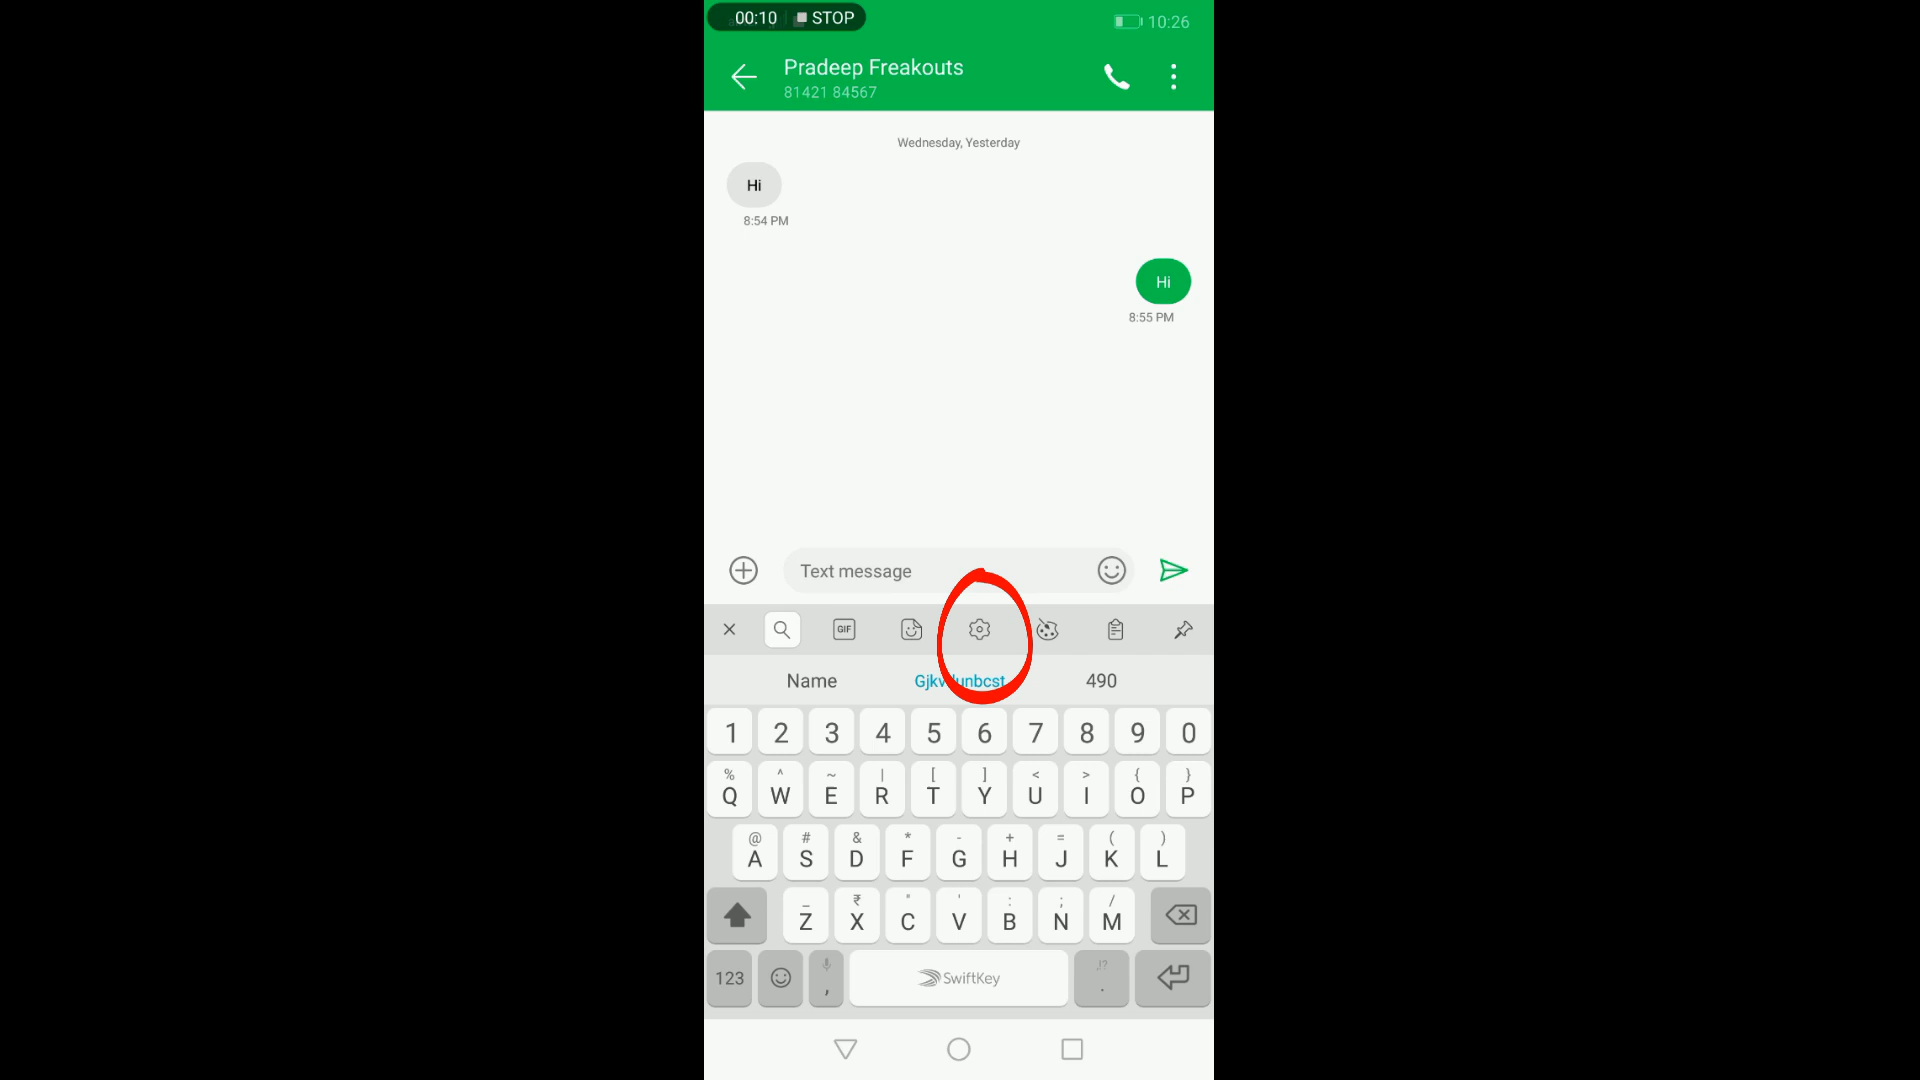 00:10 STOP
10:26
Pradeep Freakouts
81421 84567
Wednesday, Yesterday
Hi
8:54 PM
Hi
8:55 PM
Text message
GIF
Name 490
1 2 3 4 5 6 7 8 9 0
% ^ ~ | [ ] < > { }
Q W E R T Y U I O P
@ # & * - + = ( )
A S D F G H J K L
_ ₹ " ' : ; /
Z X C V B N M
,!?
123 , SwiftKey .